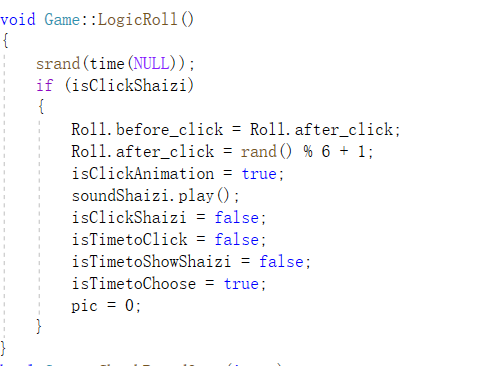 void Game::LogicRoll()
{
srand(time(NULL));
if (isClickShaizi)
{
Roll.before_click = Roll.after_click;
Roll.after_click = rand() % 6 + 1;
isClickAnimation = true;
soundShaizi.play();
isClickShaizi = false;
isTimetoClick = false;
isTimetoShowShaizi = false;
isTimetoChoose = true;
pic = 0;
}
}